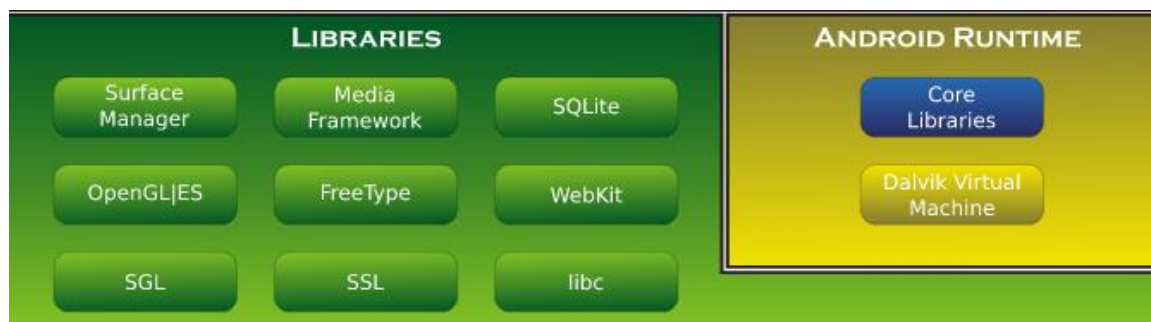 LIBRARIES
Surface
Manager
Media
Framework
SQLite
OpenGL|ES
FreeType
WebKit
SGL
SSL
libc
ANDROID RUNTIME
Core
Libraries
Dalvik Virtual
Machine